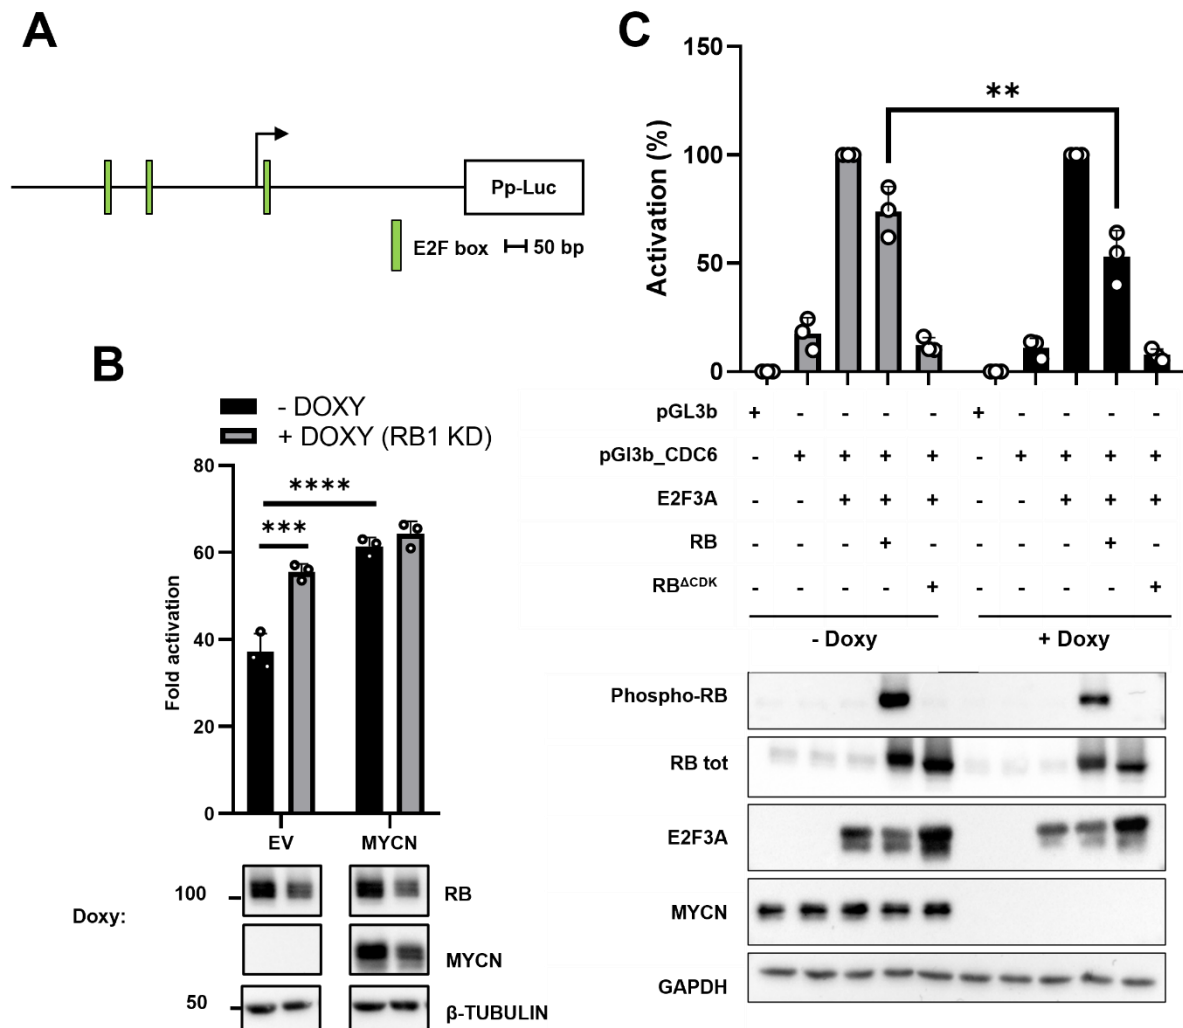 A
Pp-Luc
E2F box
50 bp
B
- DOXY
+ DOXY (RB1 KD)
80
60
40
20
0
Fold activation
****
***
EV
MYCN
Doxy:
100
50
RB
MYCN
β-TUBULIN
C
150
100
50
0
Activation (%)
**
pGL3b + - - - - + - - - -
pGl3b_CDC6 - + + + + - + + + +
E2F3A - - + + + - - + + +
RB - - - + - - - - + -
RBΔCDK - - - - + - - - - +
- Doxy
+ Doxy
Phospho-RB
RB tot
E2F3A
MYCN
GAPDH